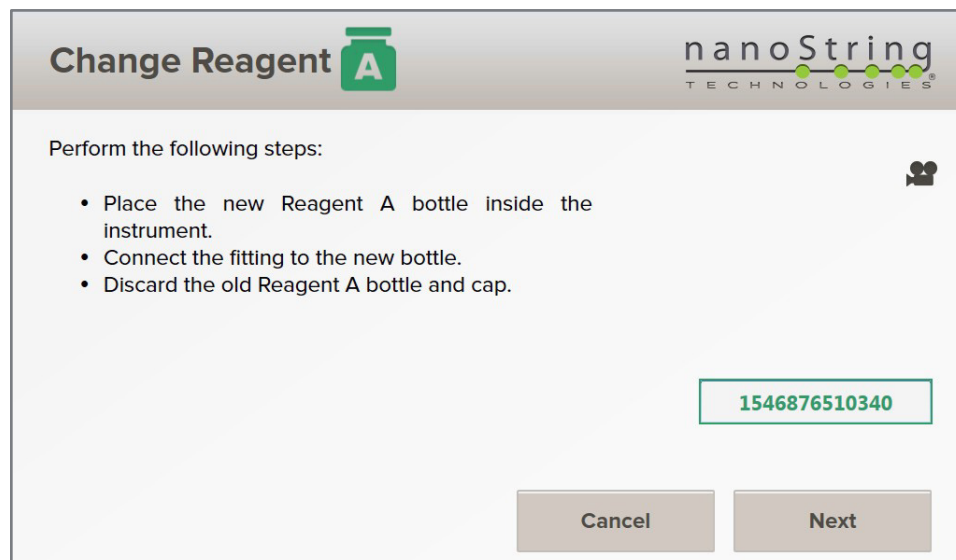 Change Reagent A
nanoString®
TECHNOLOGIES
Perform the following steps:
• Place the new Reagent A bottle inside the
instrument.
• Connect the fitting to the new bottle.
• Discard the old Reagent A bottle and cap.
1546876510340
Cancel Next